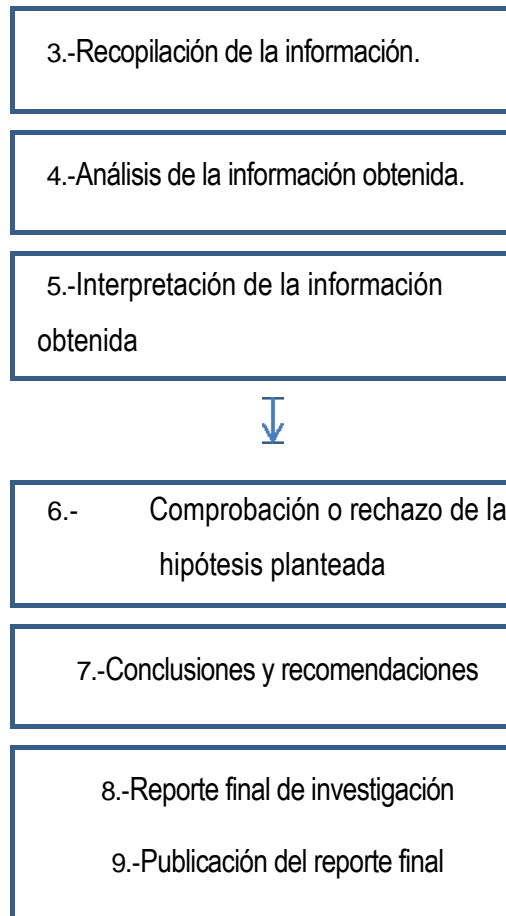 3.-Recopilación de la información.
4.-Análisis de la información obtenida.
5.-Interpretación de la información
obtenida
6.- Comprobación o rechazo de la
hipótesis planteada
7.-Conclusiones y recomendaciones
8.-Reporte final de investigación
9.-Publicación del reporte final